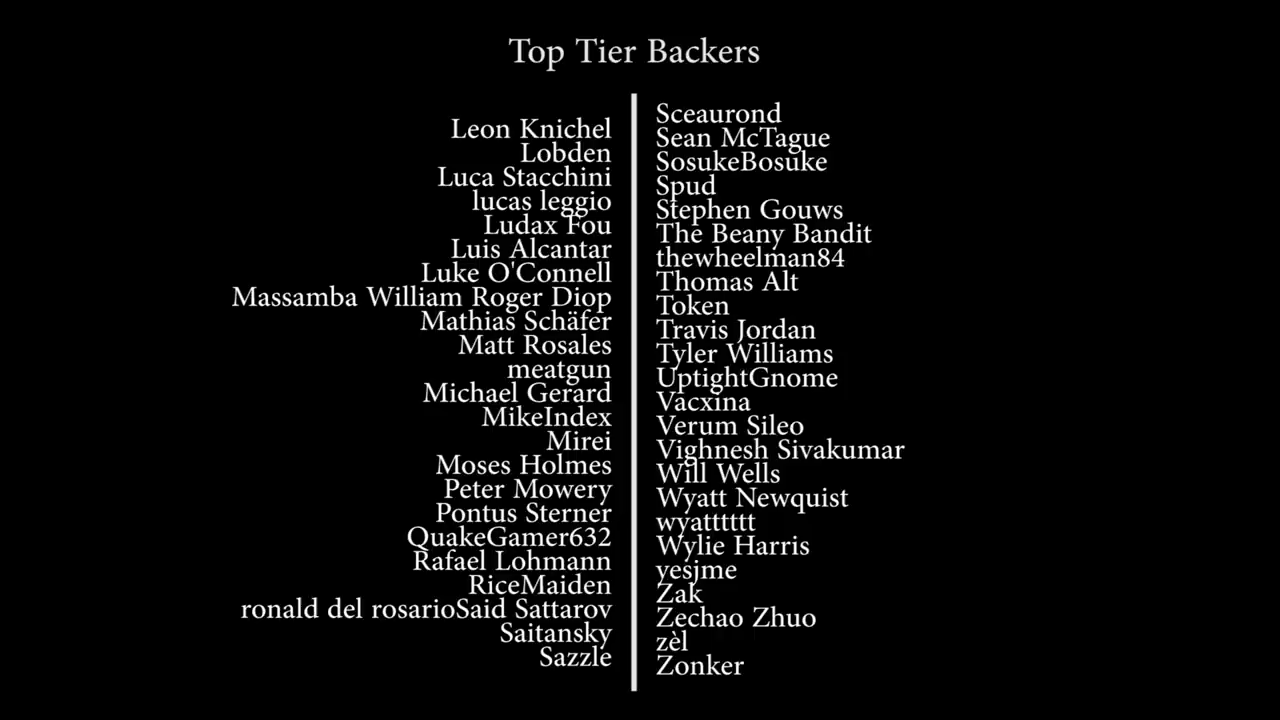 Top Tier Backers
Leon Knichel
Lobden
Luca Stacchini
lucas leggio
Ludax Fou
Luis Alcantar
Luke O'Connell
Massamba William Roger Diop
Mathias Schäfer
Matt Rosales
meatgun
Michael Gerard
MikeIndex
Mirei
Moses Holmes
Peter Mowery
Pontus Sterner
QuakeGamer632
Rafael Lohmann
RiceMaiden
ronald del rosarioSaid Sattarov
Saitansky
Sazzle
Sceaurond
Sean McTague
SosukeBosuke
Spud
Stephen Gouws
The Beany Bandit
thewheelman84
Thomas Alt
Token
Travis Jordan
Tyler Williams
UptightGnome
Vacxina
Verum Sileo
Vighnesh Sivakumar
Will Wells
Wyatt Newquist
wyatttttt
Wylie Harris
yesjme
Zak
Zechao Zhuo
zèl
Zonker